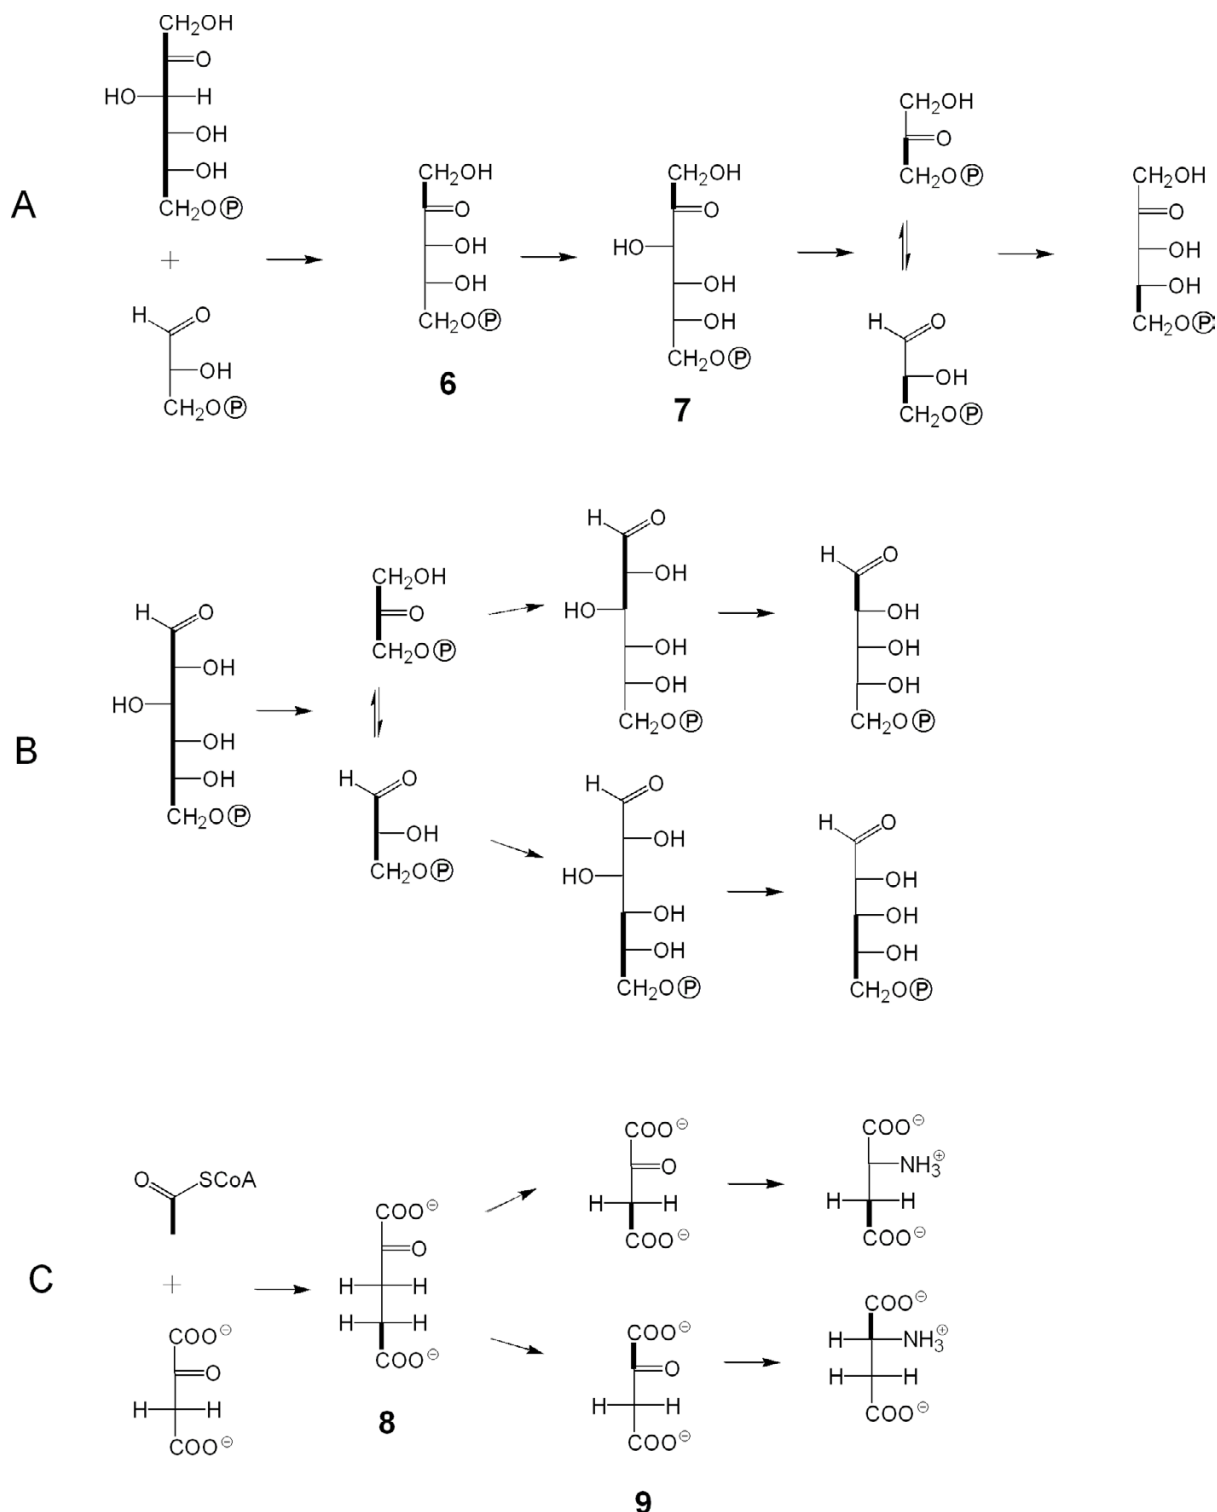 A
CH₂OH
O
HO H
OH
OH
CH₂OⓅ
+
H O
OH
CH₂OⓅ
CH₂OH
O
OH
OH
CH₂OⓅ
6
CH₂OH
O
HO
OH
OH
CH₂OⓅ
7
CH₂OH
O
CH₂OⓅ
H O
OH
CH₂OⓅ
CH₂OH
O
OH
OH
CH₂OⓅ
B
H O
OH
HO
OH
OH
CH₂OⓅ
CH₂OH
O
CH₂OⓅ
H O
OH
CH₂OⓅ
H O
OH
HO
OH
OH
CH₂OⓅ
H O
OH
OH
OH
CH₂OⓅ
H O
OH
HO
OH
OH
CH₂OⓅ
H O
OH
OH
OH
CH₂OⓅ
C
O SCoA
+
COO⊖
O
H H
COO⊖
COO⊖
O
H H
H H
COO⊖
8
COO⊖
O
H H
COO⊖
COO⊖
NH₃⊕
H H
COO⊖
COO⊖
O
H H
COO⊖
9
COO⊖
H NH₃⊕
H H
COO⊖